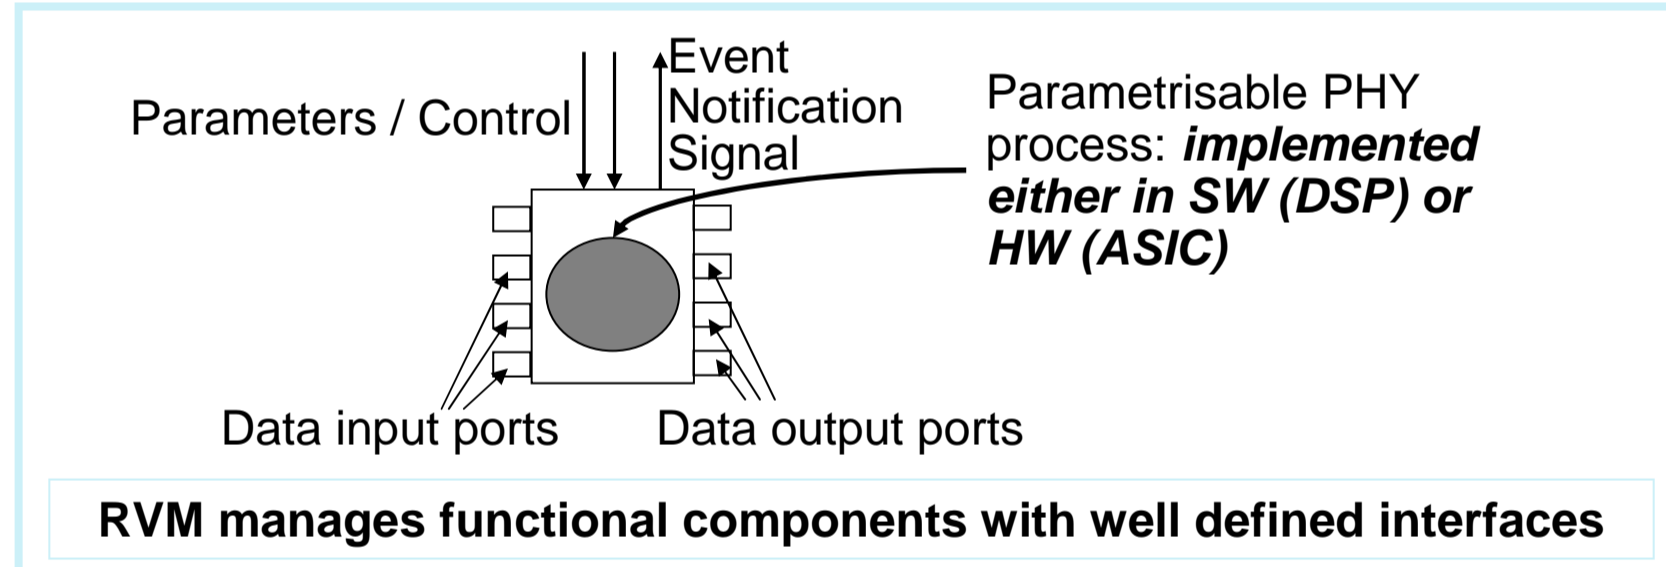 Parameters / Control
Event
Notification
Signal
Parametrisable PHY
process: implemented
either in SW (DSP) or
HW (ASIC)
Data input ports
Data output ports
RVM manages functional components with well defined interfaces